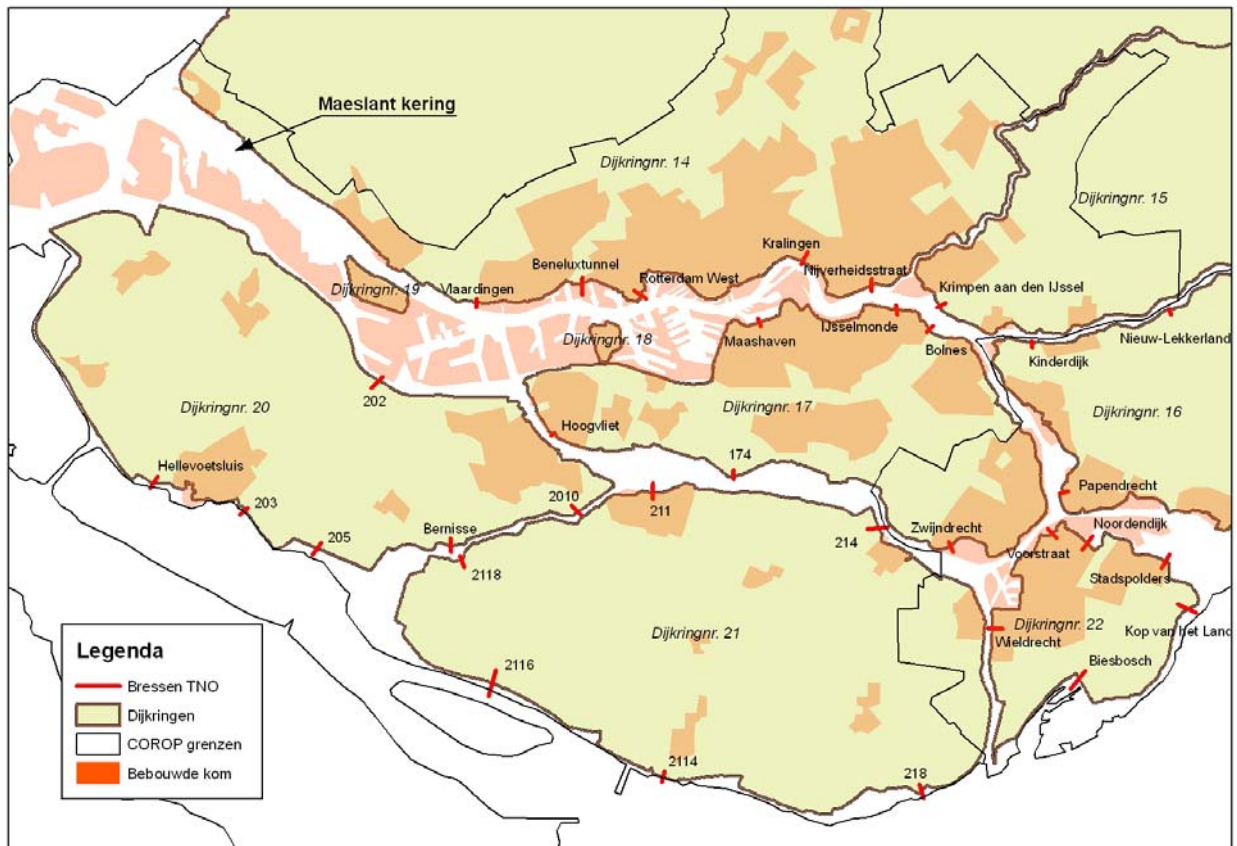 Maeslant kering
Dijkringnr. 14
Dijkringnr. 15
Kralingen
Beneluxtunnel
Rotterdam West
Nijverheidsstraat
Dijkringnr. 19
Vlaardingen
Krimpen aan den IJssel
Nieuw-Lekkerland
Dijkringnr. 18
Maashaven
IJsselmonde
Bolnes
Kinderdijk
Dijkringnr. 20
202
Dijkringnr. 17
Dijkringnr. 16
Hoogvliet
174
Hellevoetsluis
203
2010
211
Papendrecht
205
Bernisse
2118
214
Zwijndrecht
Noordendijk
Voorstraat
Stadspolders
Dijkringnr. 21
Dijkringnr. 22
Kop van het Land
Wieldrecht
2116
Biesbosch
2114
218
Legenda
Bressen TNO
Dijkringen
COROP grenzen
Bebouwde kom